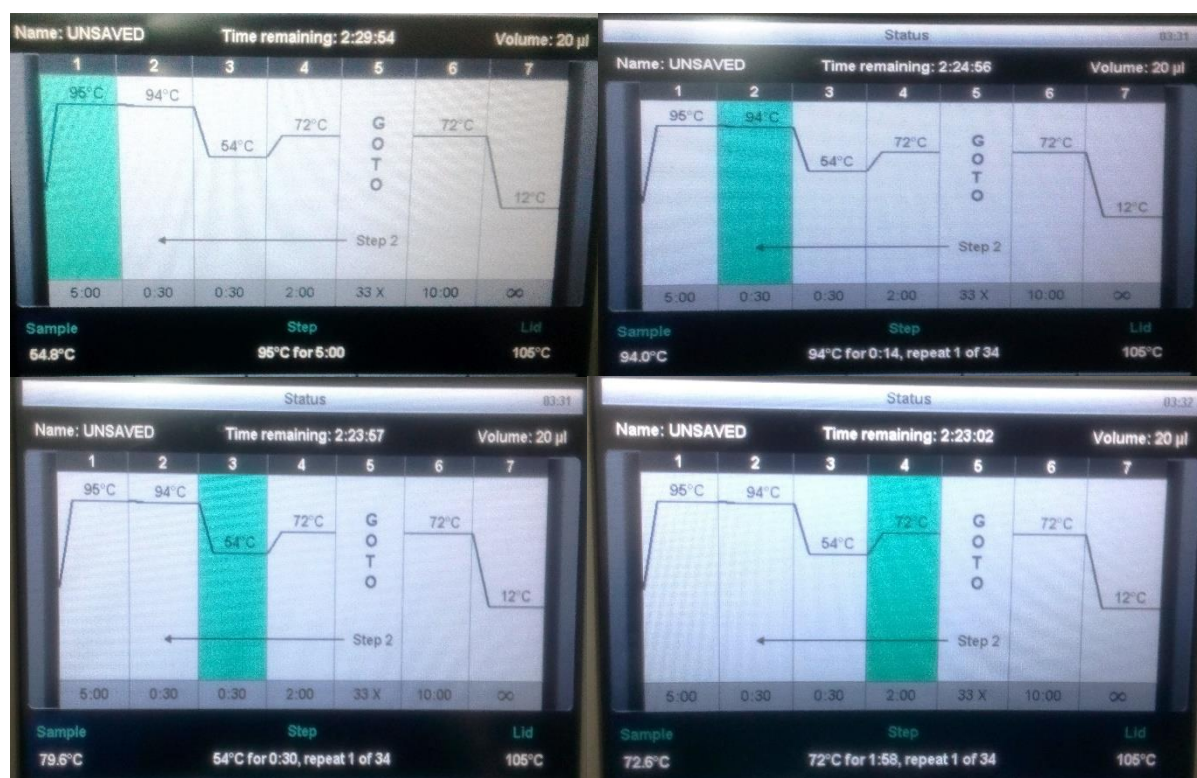 Name: UNSAVED Time remaining: 2:29:54 Volume: 20 µl
1 2 3 4 5 6 7
95°C 94°C 54°C 72°C GOTO 72°C 12°C
Step 2
5:00 0:30 0:30 2:00 33 X 10:00 ∞
Sample Step Lid
54.8°C 95°C for 5:00 105°C
Status 03:31
Name: UNSAVED Time remaining: 2:24:56 Volume: 20 µl
1 2 3 4 5 6 7
95°C 94°C 54°C 72°C GOTO 72°C 12°C
Step 2
5:00 0:30 0:30 2:00 33 X 10:00 ∞
Sample Step Lid
94.0°C 94°C for 0:14, repeat 1 of 34 105°C
Status 03:31
Name: UNSAVED Time remaining: 2:23:57 Volume: 20 µl
1 2 3 4 5 6 7
95°C 94°C 54°C 72°C GOTO 72°C 12°C
Step 2
5:00 0:30 0:30 2:00 33 X 10:00 ∞
Sample Step Lid
79.6°C 54°C for 0:30, repeat 1 of 34 105°C
Status 03:32
Name: UNSAVED Time remaining: 2:23:02 Volume: 20 µl
1 2 3 4 5 6 7
95°C 94°C 54°C 72°C GOTO 72°C 12°C
Step 2
5:00 0:30 0:30 2:00 33 X 10:00 ∞
Sample Step Lid
72.6°C 72°C for 1:58, repeat 1 of 34 105°C